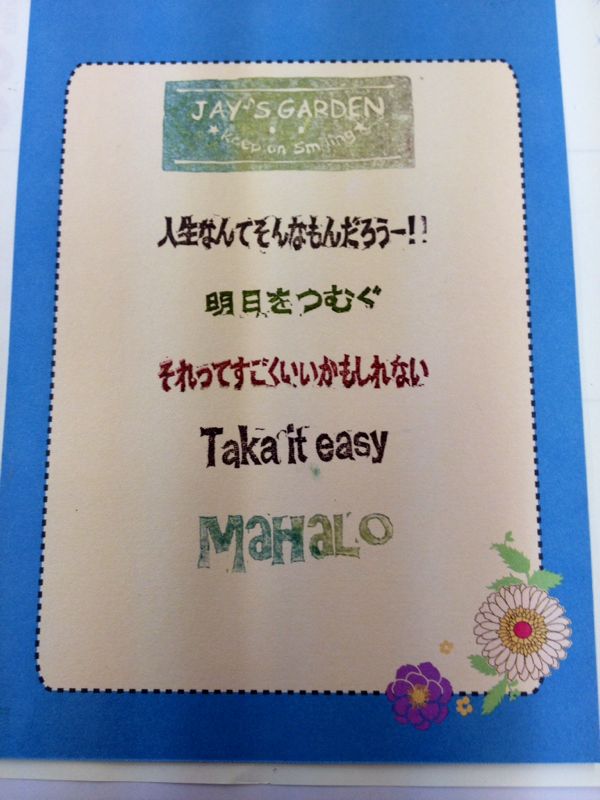 JAY'S GARDEN
★Keep on Smiling★
人生なんてそんなもんだろうー!!
明日をつむぐ
それってすごくいいかもしれない
Taka it easy
MaHaLO